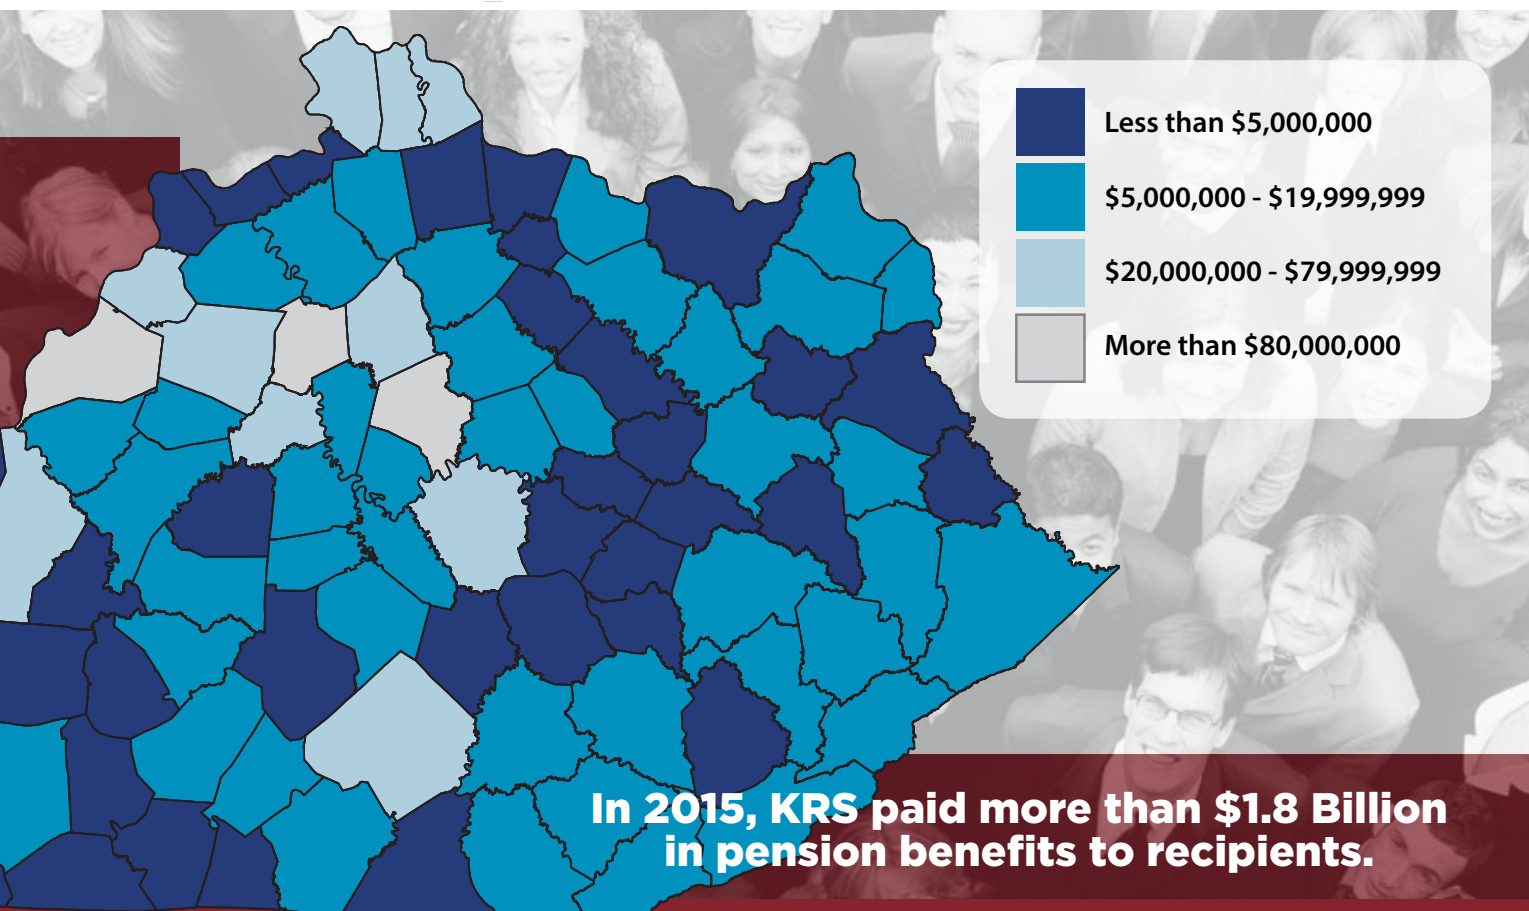 Less than $5,000,000
$5,000,000 - $19,999,999
$20,000,000 - $79,999,999
More than $80,000,000
In 2015, KRS paid more than $1.8 Billion
in pension benefits to recipients.